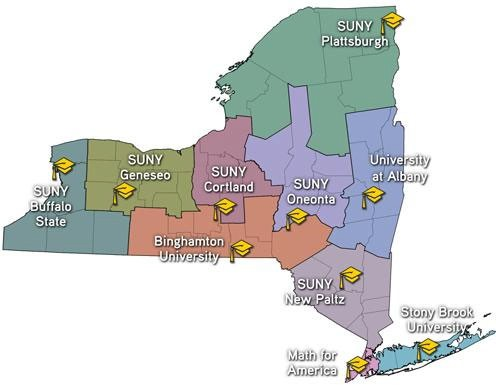 SUNY
Plattsburgh
SUNY
Geneseo
SUNY
Cortland
University
at Albany
SUNY
Buffalo
State
SUNY
Oneonta
Binghamton
University
SUNY
New Paltz
Stony Brook
University
Math for
America